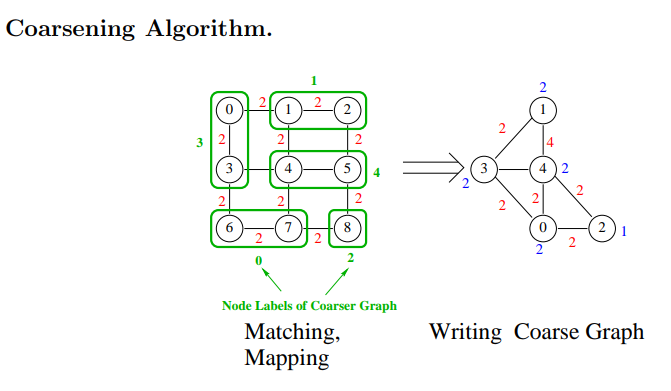 Coarsening Algorithm.
1
2
0 2 1 2 2
3 2 2 2
3 4 5 4
2 2 2
6 7 8
2 2
0 2
Node Labels of Coarser Graph
Matching,
Mapping
2
1
2 4
3 4 2
2 2
2 2
0 2 1
2 2
Writing Coarse Graph